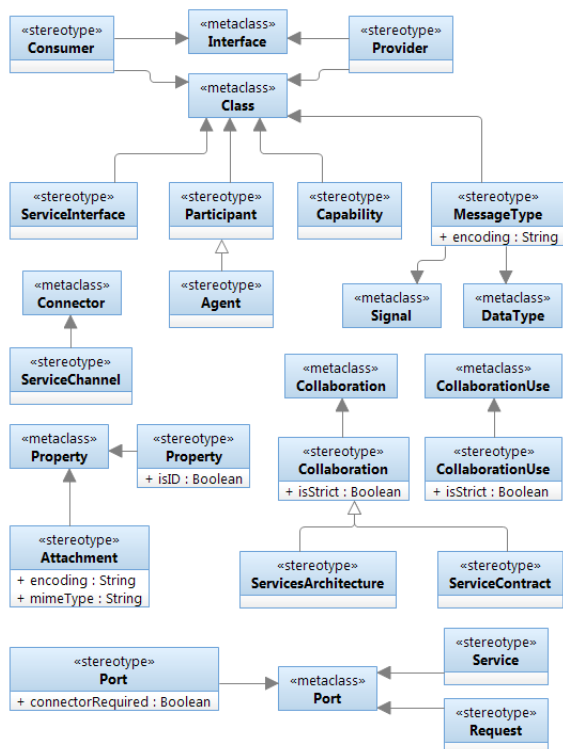 «stereotype»
Consumer
«metaclass»
Interface
«stereotype»
Provider
«metaclass»
Class
«stereotype»
ServiceInterface
«stereotype»
Participant
«stereotype»
Capability
«stereotype»
MessageType
+ encoding : String
«stereotype»
Agent
«metaclass»
Connector
«metaclass»
Signal
«metaclass»
DataType
«stereotype»
ServiceChannel
«metaclass»
Collaboration
«metaclass»
CollaborationUse
«metaclass»
Property
«stereotype»
Property
+ isID : Boolean
«stereotype»
Collaboration
+ isStrict : Boolean
«stereotype»
CollaborationUse
+ isStrict : Boolean
«stereotype»
Attachment
+ encoding : String
+ mimeType : String
«stereotype»
ServicesArchitecture
«stereotype»
ServiceContract
«stereotype»
Port
+ connectorRequired : Boolean
«metaclass»
Port
«stereotype»
Service
«stereotype»
Request